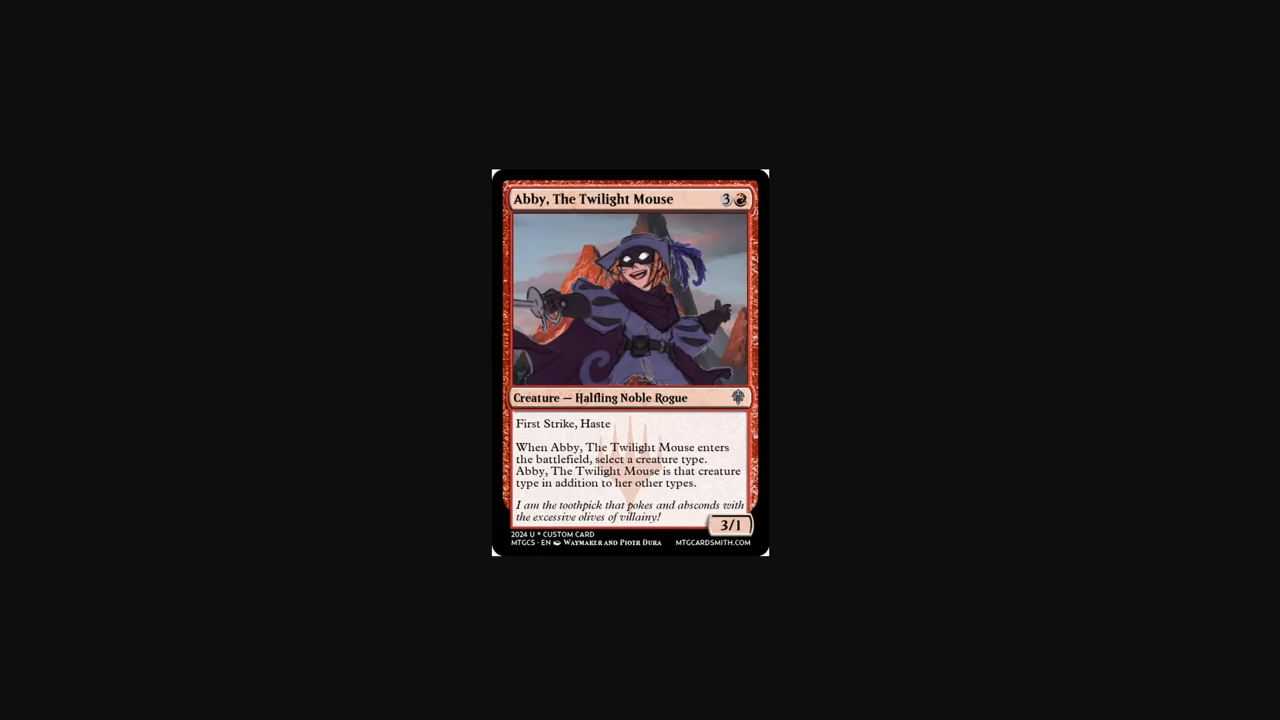 Abby, The Twilight Mouse 3
Creature — Halfling Noble Rogue
First Strike, Haste
When Abby, The Twilight Mouse enters
the battlefield, select a creature type.
Abby, The Twilight Mouse is that creature
type in addition to her other types.
I am the toothpick that pokes and absconds with
the excessive olives of villainy!
3/1
2024 U * CUSTOM CARD
MTGCS · EN WAYMAKER AND PIOTR DURA MTGCARDSMITH.COM